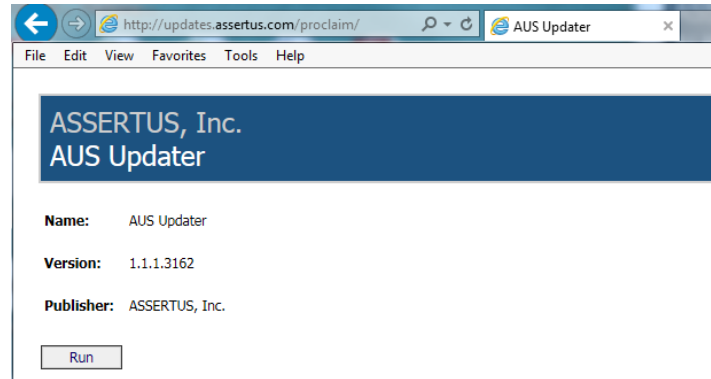 http://updates.assertus.com/proclaim/
AUS Updater
File Edit View Favorites Tools Help
ASSERTUS, Inc.
AUS Updater
Name: AUS Updater
Version: 1.1.1.3162
Publisher: ASSERTUS, Inc.
Run